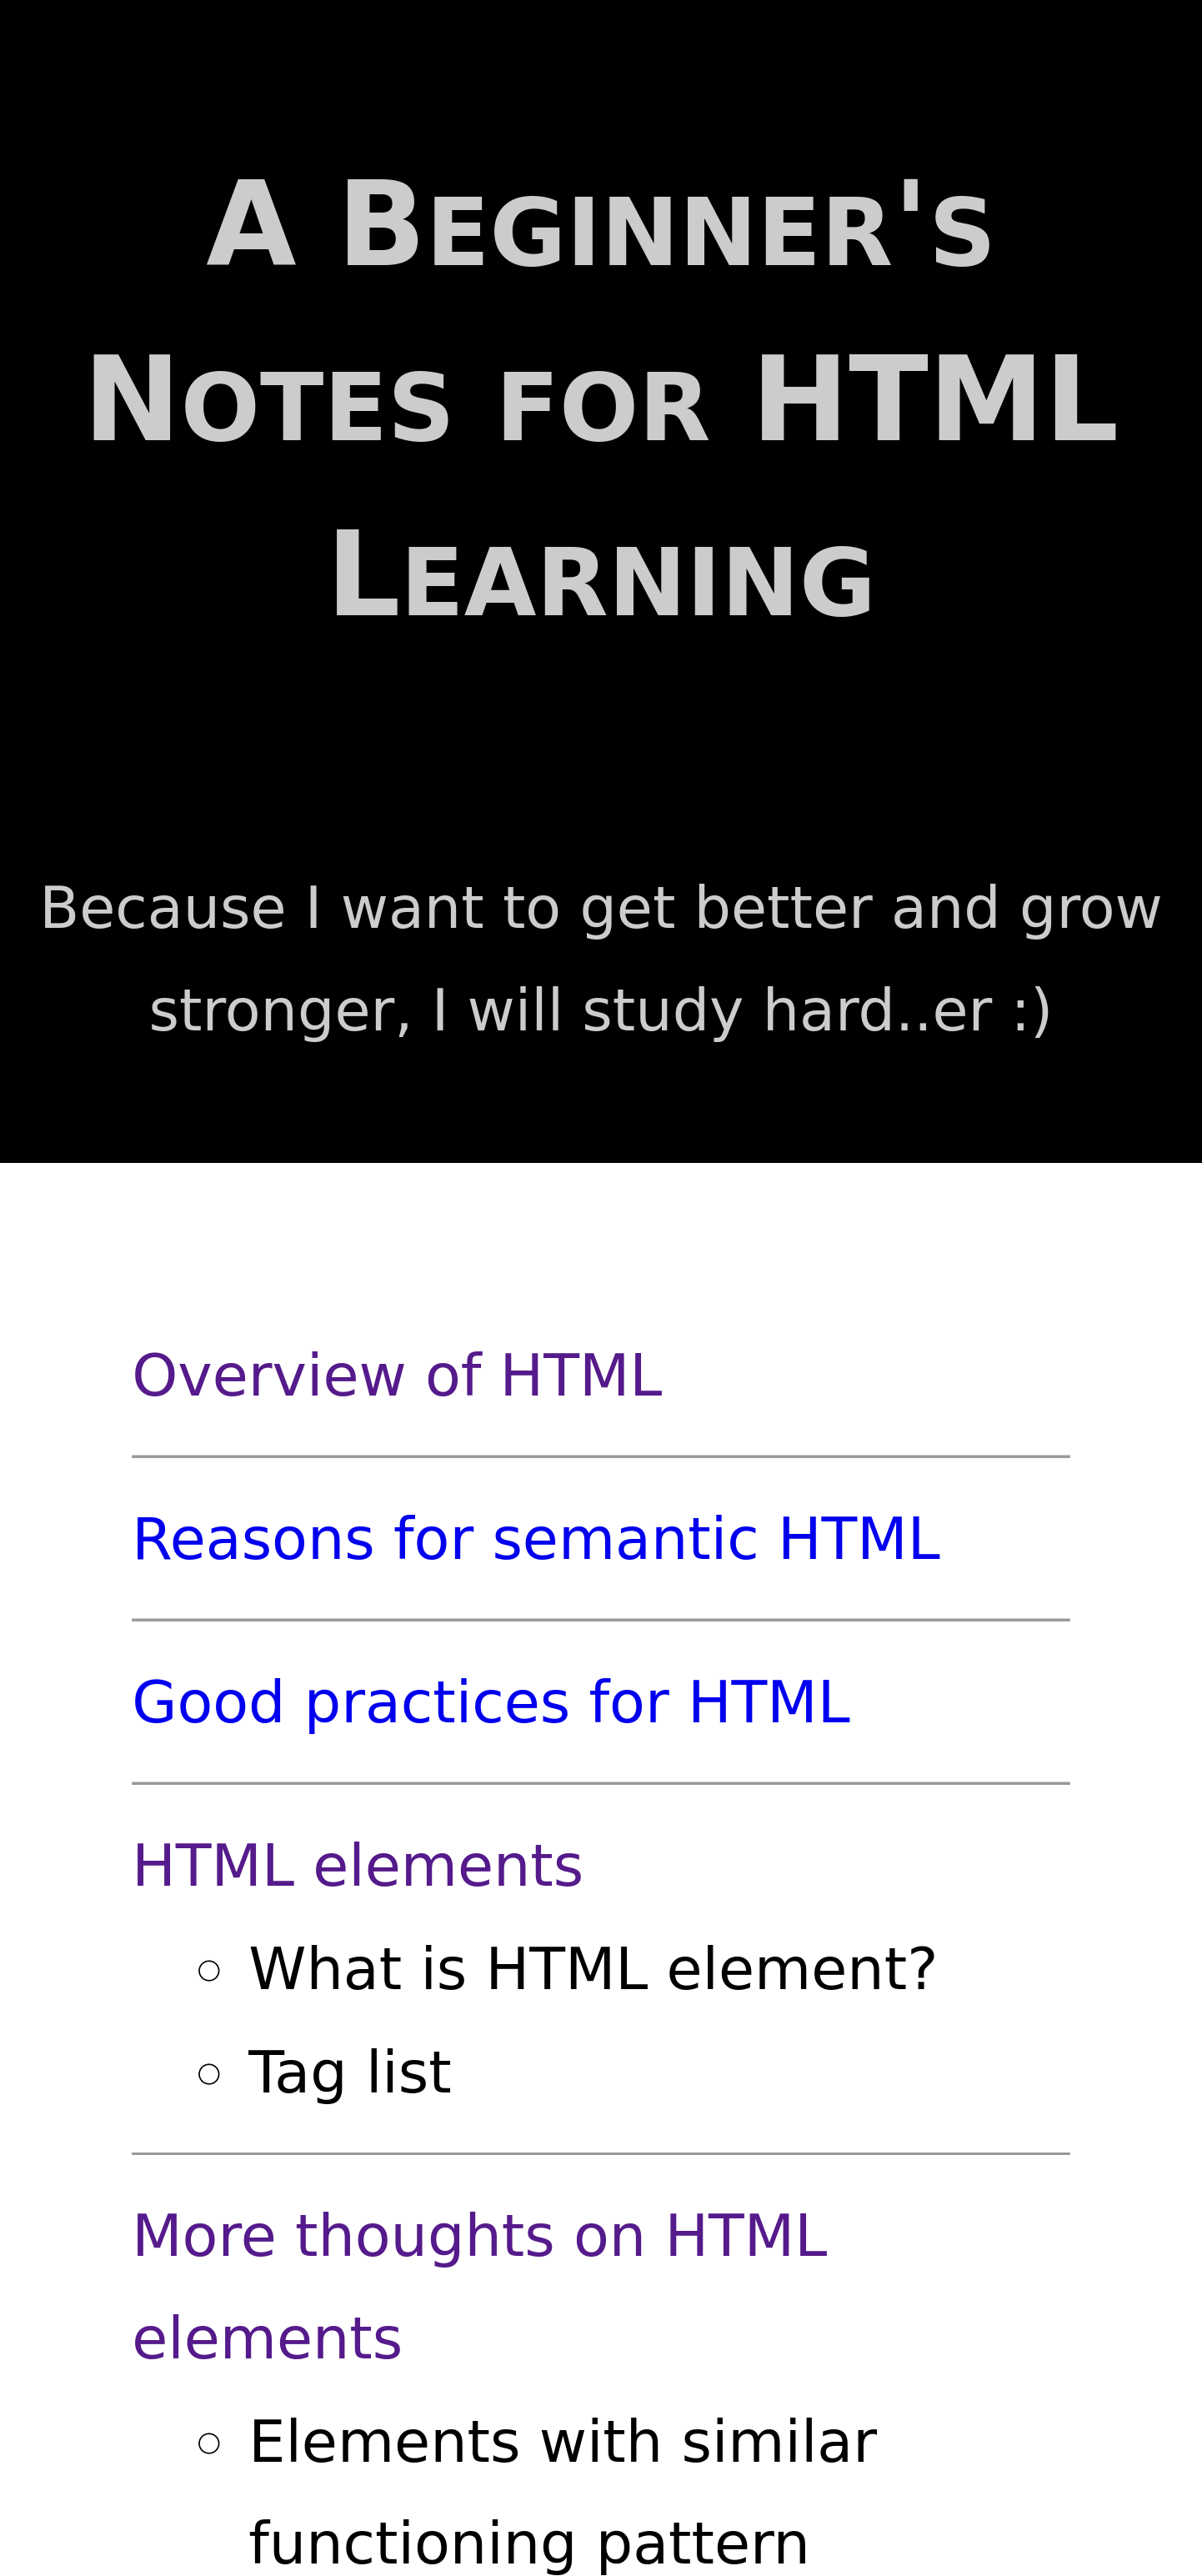 A Beginner's
Notes for HTML
Learning
Because I want to get better and grow
stronger, I will study hard..er :)
Overview of HTML
Reasons for semantic HTML
Good practices for HTML
HTML elements
What is HTML element?
Tag list
More thoughts on HTML
elements
Elements with similar
functioning pattern